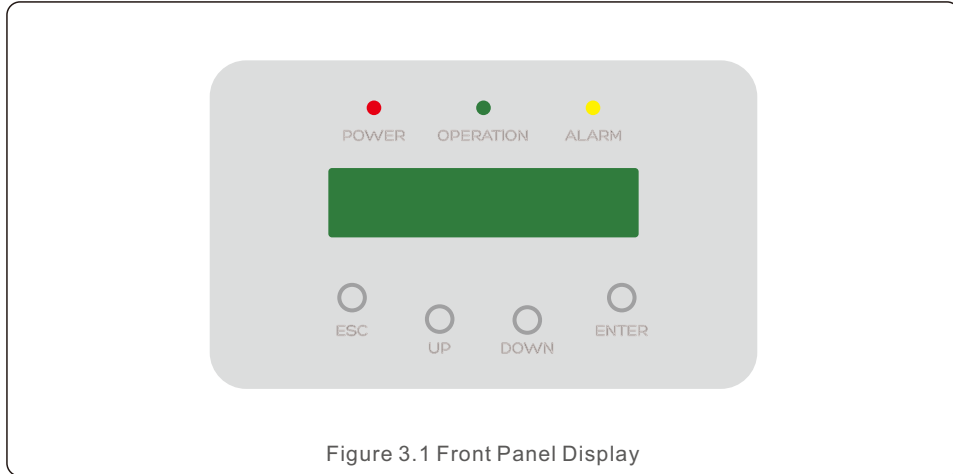 POWER OPERATION ALARM
ESC UP DOWN ENTER
Figure 3.1 Front Panel Display